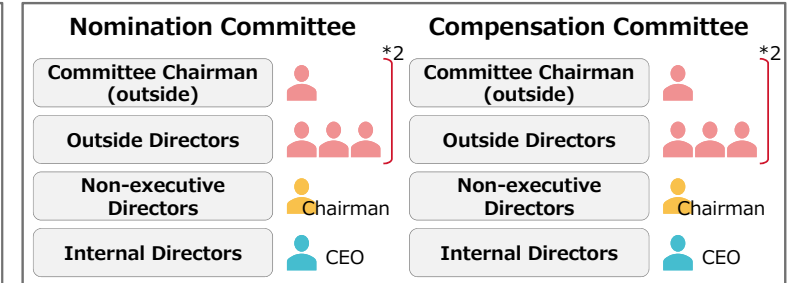 Nomination Committee
*2
Committee Chairman
(outside)
Outside Directors
Non-executive
Directors
Chairman
Internal Directors
CEO
Compensation Committee
*2
Committee Chairman
(outside)
Outside Directors
Non-executive
Directors
Chairman
Internal Directors
CEO